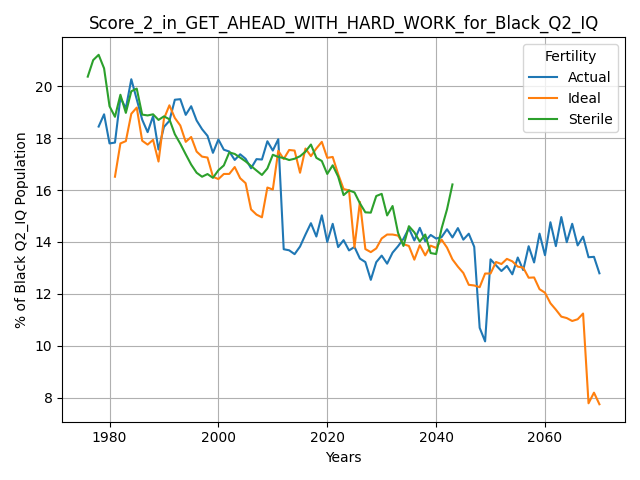 Score_2_in_GET_AHEAD_WITH_HARD_WORK_for_Black_Q2_IQ
% of Black Q2_IQ Population
20
18
16
14
12
10
8
Fertility
Actual
Ideal
Sterile
1980
2000
2020
2040
2060
Years